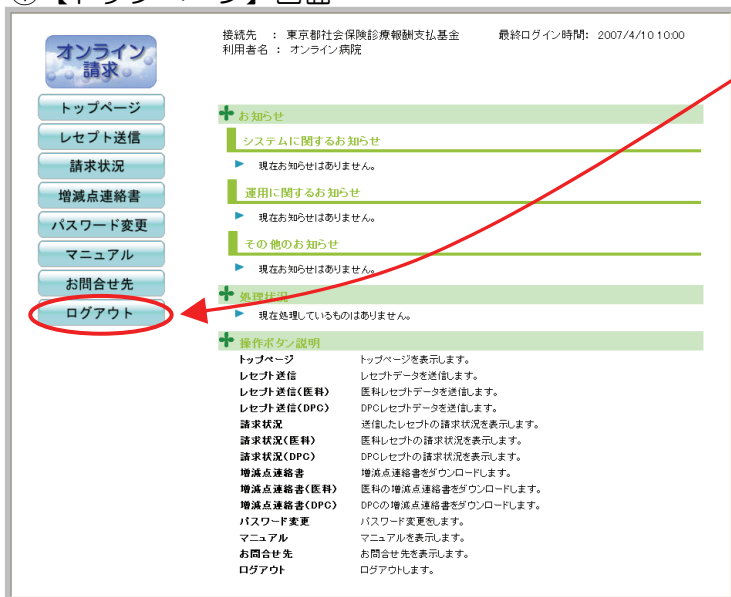 【トップページ】画面
接続先 ： 東京都社会保険診療報酬支払基金 最終ログイン時間: 2007/4/10 10:00
利用者名 ： オンライン病院
オンライン
請求
トップページ
レセプト送信
請求状況
増減点連絡書
パスワード変更
マニュアル
お問合せ先
ログアウト
お知らせ
システムに関するお知らせ
現在お知らせはありません。
運用に関するお知らせ
現在お知らせはありません。
その他のお知らせ
現在お知らせはありません。
処理状況
現在処理しているものはありません。
操作ボタン説明
トップページ トップページを表示します。
レセプト送信 レセプトデータを送信します。
レセプト送信(医科) 医科レセプトデータを送信します。
レセプト送信(DPC) DPCレセプトデータを送信します。
請求状況 送信したレセプトの請求状況を表示します。
請求状況(医科) 医科レセプトの請求状況を表示します。
請求状況(DPC) DPCレセプトの請求状況を表示します。
増減点連絡書 増減点連絡書をダウンロードします。
増減点連絡書(医科) 医科の増減点連絡書をダウンロードします。
増減点連絡書(DPC) DPCの増減点連絡書をダウンロードします。
パスワード変更 パスワード変更をします。
マニュアル マニュアルを表示します。
お問合せ先 お問合せ先を表示します。
ログアウト ログアウトします。